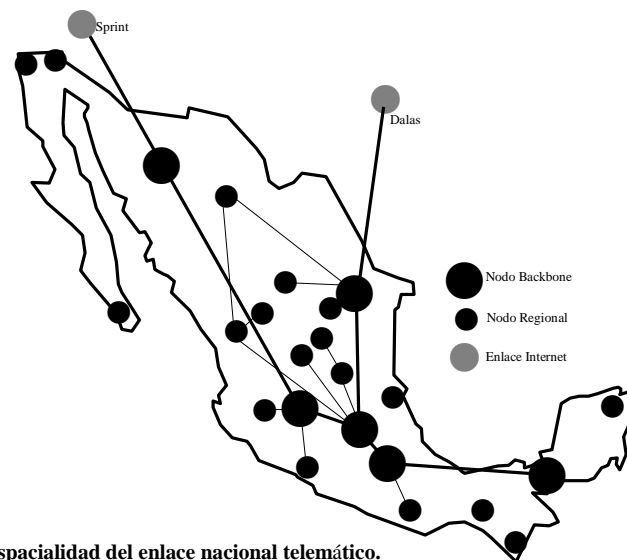 Sprint
Dalas
Nodo Backbone
Nodo Regional
Enlace Internet
spacialidad del enlace nacional telemático.